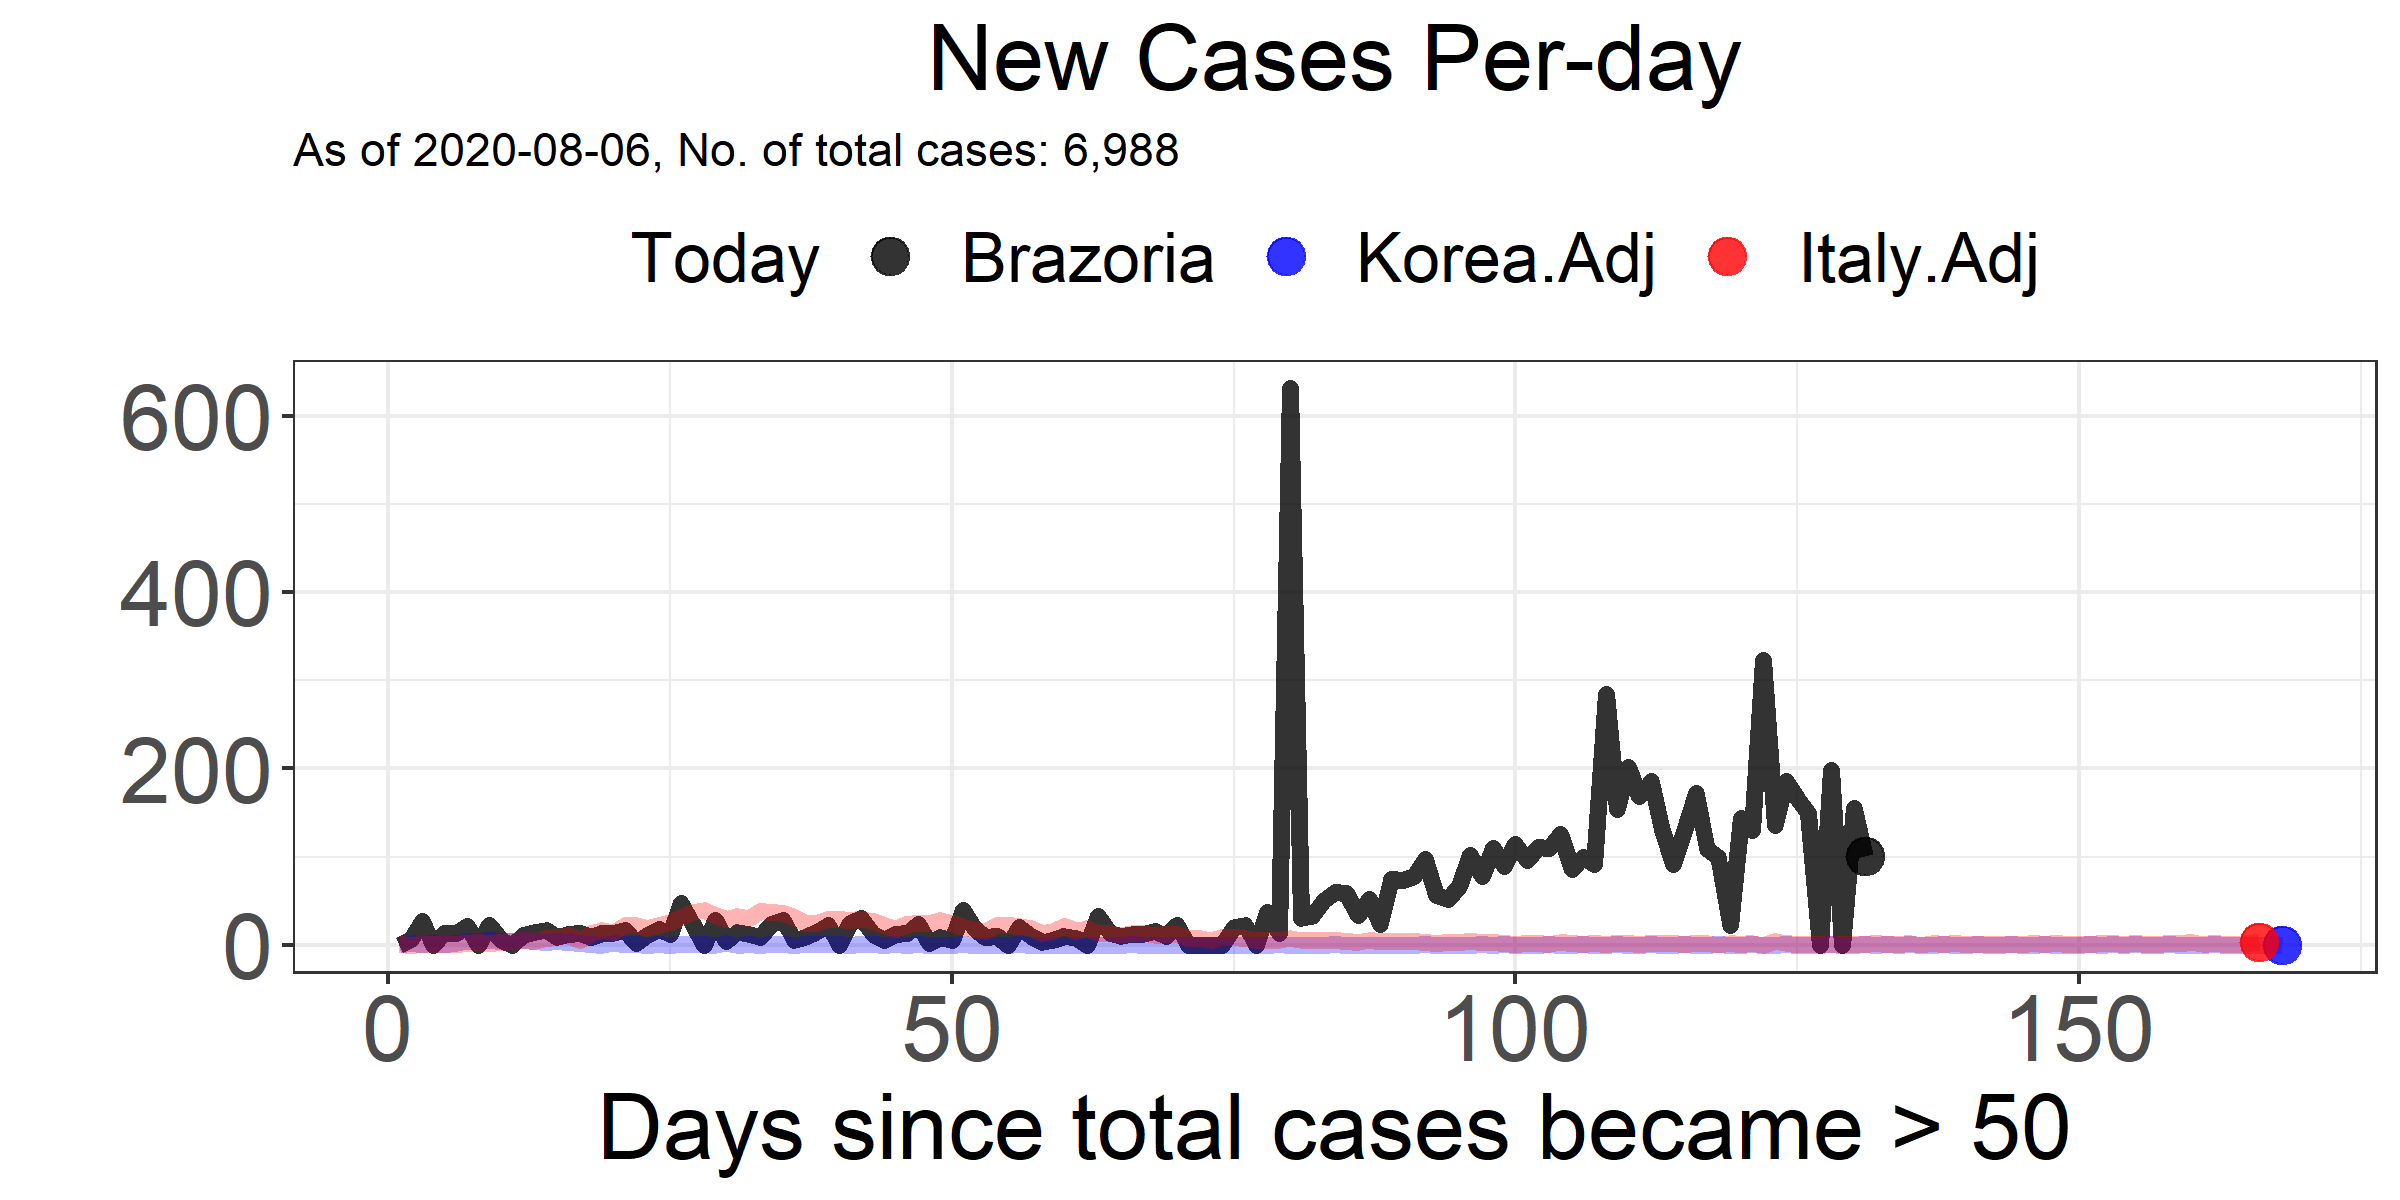 New Cases Per-day
As of 2020-08-06, No. of total cases: 6,988
Today Brazoria Korea.Adj Italy.Adj
600
400
200
0
0 50 100 150
Days since total cases became > 50